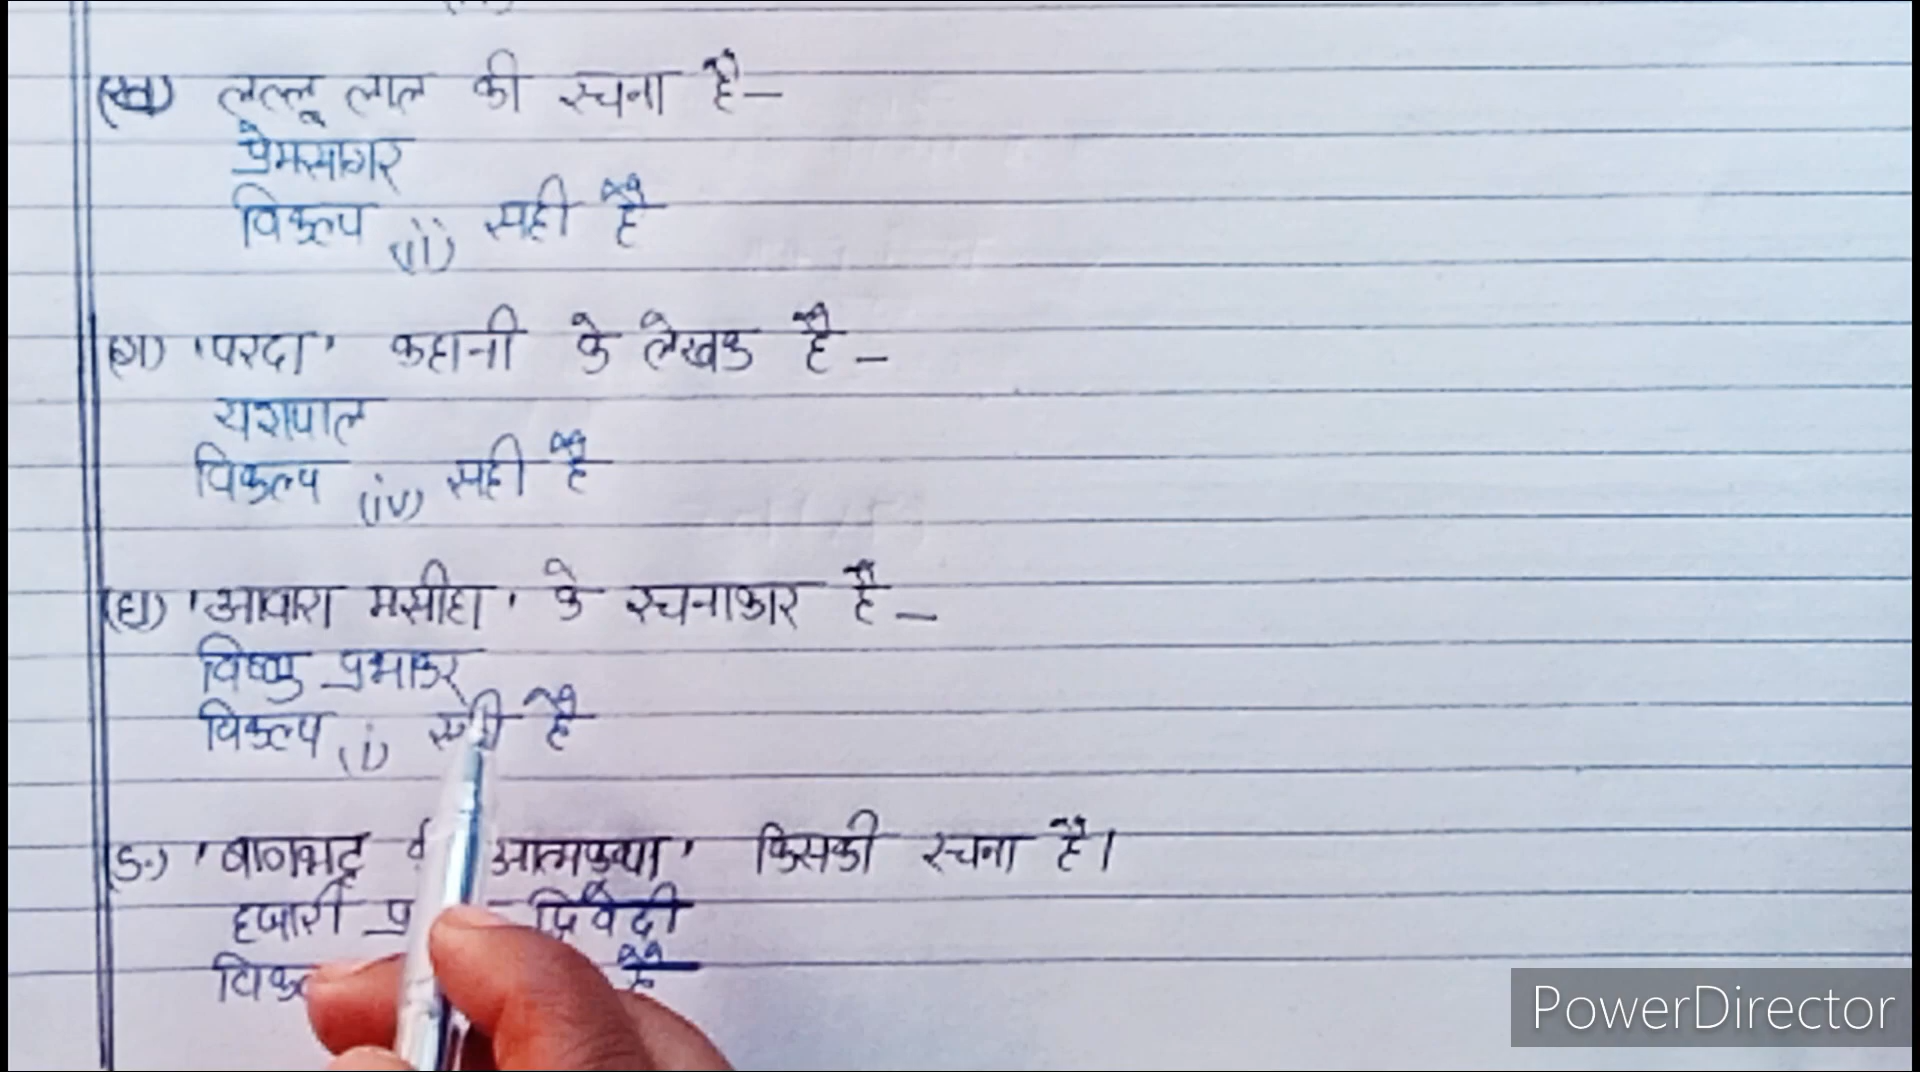 (ख) लल्लू लाल की रचना है–
प्रेमसागर
विकल्प (ii) सही है
(ग) 'परदा' कहानी के लेखक है –
यशपाल
विकल्प (iv) सही है
(घ) 'आवारा मसीहा' के रचनाकार है –
विष्णु प्रभाकर
विकल्प (i) सही है
(ङ) 'बाणभट्ट आत्मकथा' किसकी रचना है।
हजारी द्विवेदी
है
PowerDirector